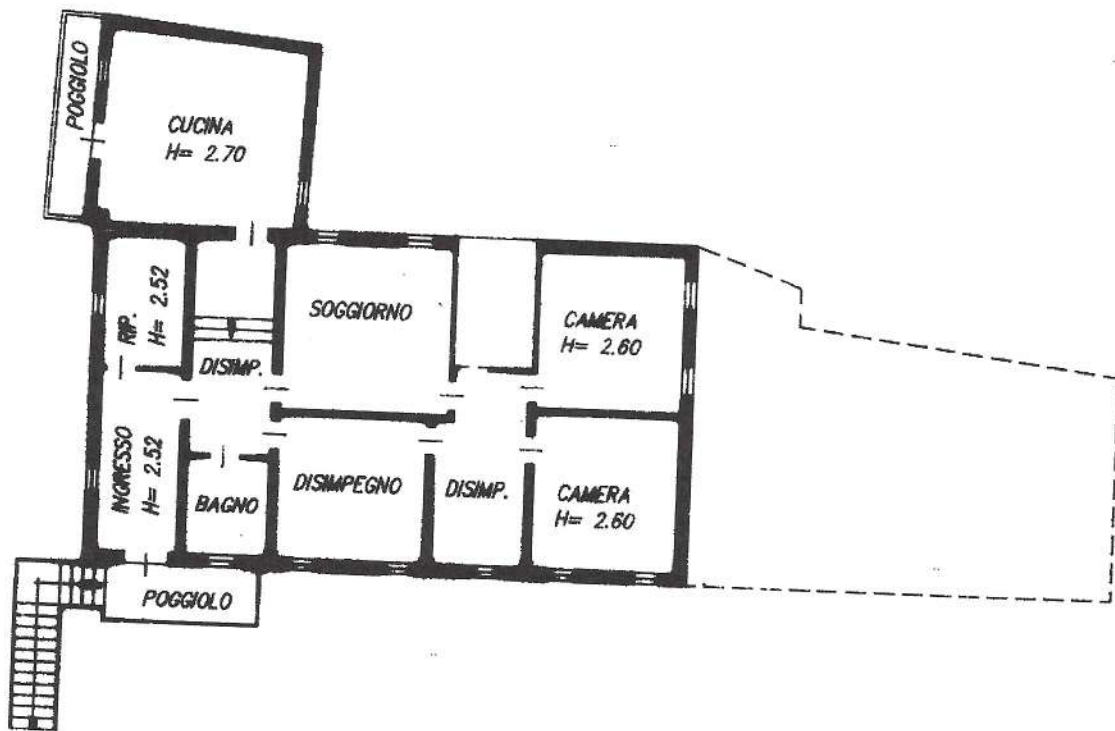 POGGIOLO
CUCINA
H= 2.70
RIP.
H= 2.52
DISIMP.
SOGGIORNO
CAMERA
H= 2.60
INGRESSO
H= 2.52
BAGNO
DISIMPEGNO
DISIMP.
CAMERA
H= 2.60
POGGIOLO